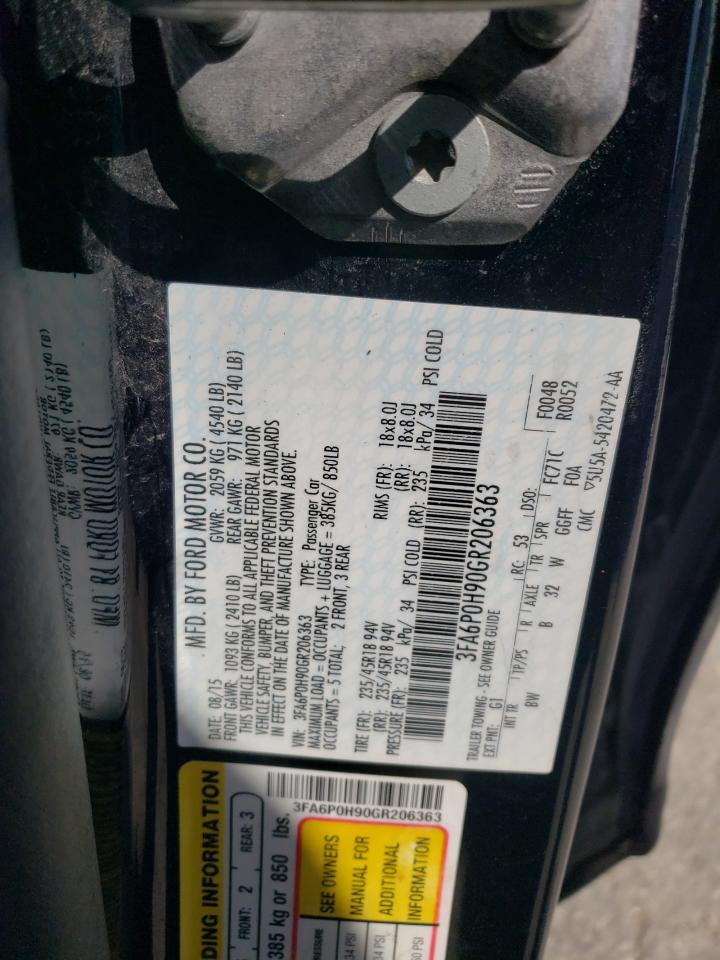 MFD. BY FORD MOTOR CO.
DATE: 08/15 GVWR: 2059 KG ( 4540 LB)
FRONT GAWR: 1093 KG ( 2410 LB) REAR GAWR: 971 KG ( 2140 LB)
THIS VEHICLE CONFORMS TO ALL APPLICABLE FEDERAL MOTOR
VEHICLE SAFETY, BUMPER, AND THEFT PREVENTION STANDARDS
IN EFFECT ON THE DATE OF MANUFACTURE SHOWN ABOVE.
VIN: 3FA6P0H90GR206363 TYPE: Passenger Car
MAXIMUM LOAD = OCCUPANTS + LUGGAGE = 385KG/ 850LB
OCCUPANTS = 5 TOTAL: 2 FRONT, 3 REAR
TIRE (FR): 235/45R18 94V RIMS (FR): 18x8.0J
(RR): 235/45R18 94V (RR): 18x8.0J
PRESSURE (FR): 235 kPa/ 34 PSI COLD (RR): 235 kPa/ 34 PSI COLD
3FA6P0H90GR206363
TRAILER TOWING - SEE OWNER GUIDE
EXT PNT: G1 RC: 53 DSO: F0048
R0052
INT TR TP/PS R AXLE TR SPR FC71C
BW B 32 W GGFF F0A
CMC ▽5U5A-5420472-AA
DING INFORMATION
FRONT: 2 REAR: 3
385 kg or 850 lbs.
3FA6P0H90GR206363
SEE OWNERS
MANUAL FOR
ADDITIONAL
INFORMATION
34 PSI
34 PSI